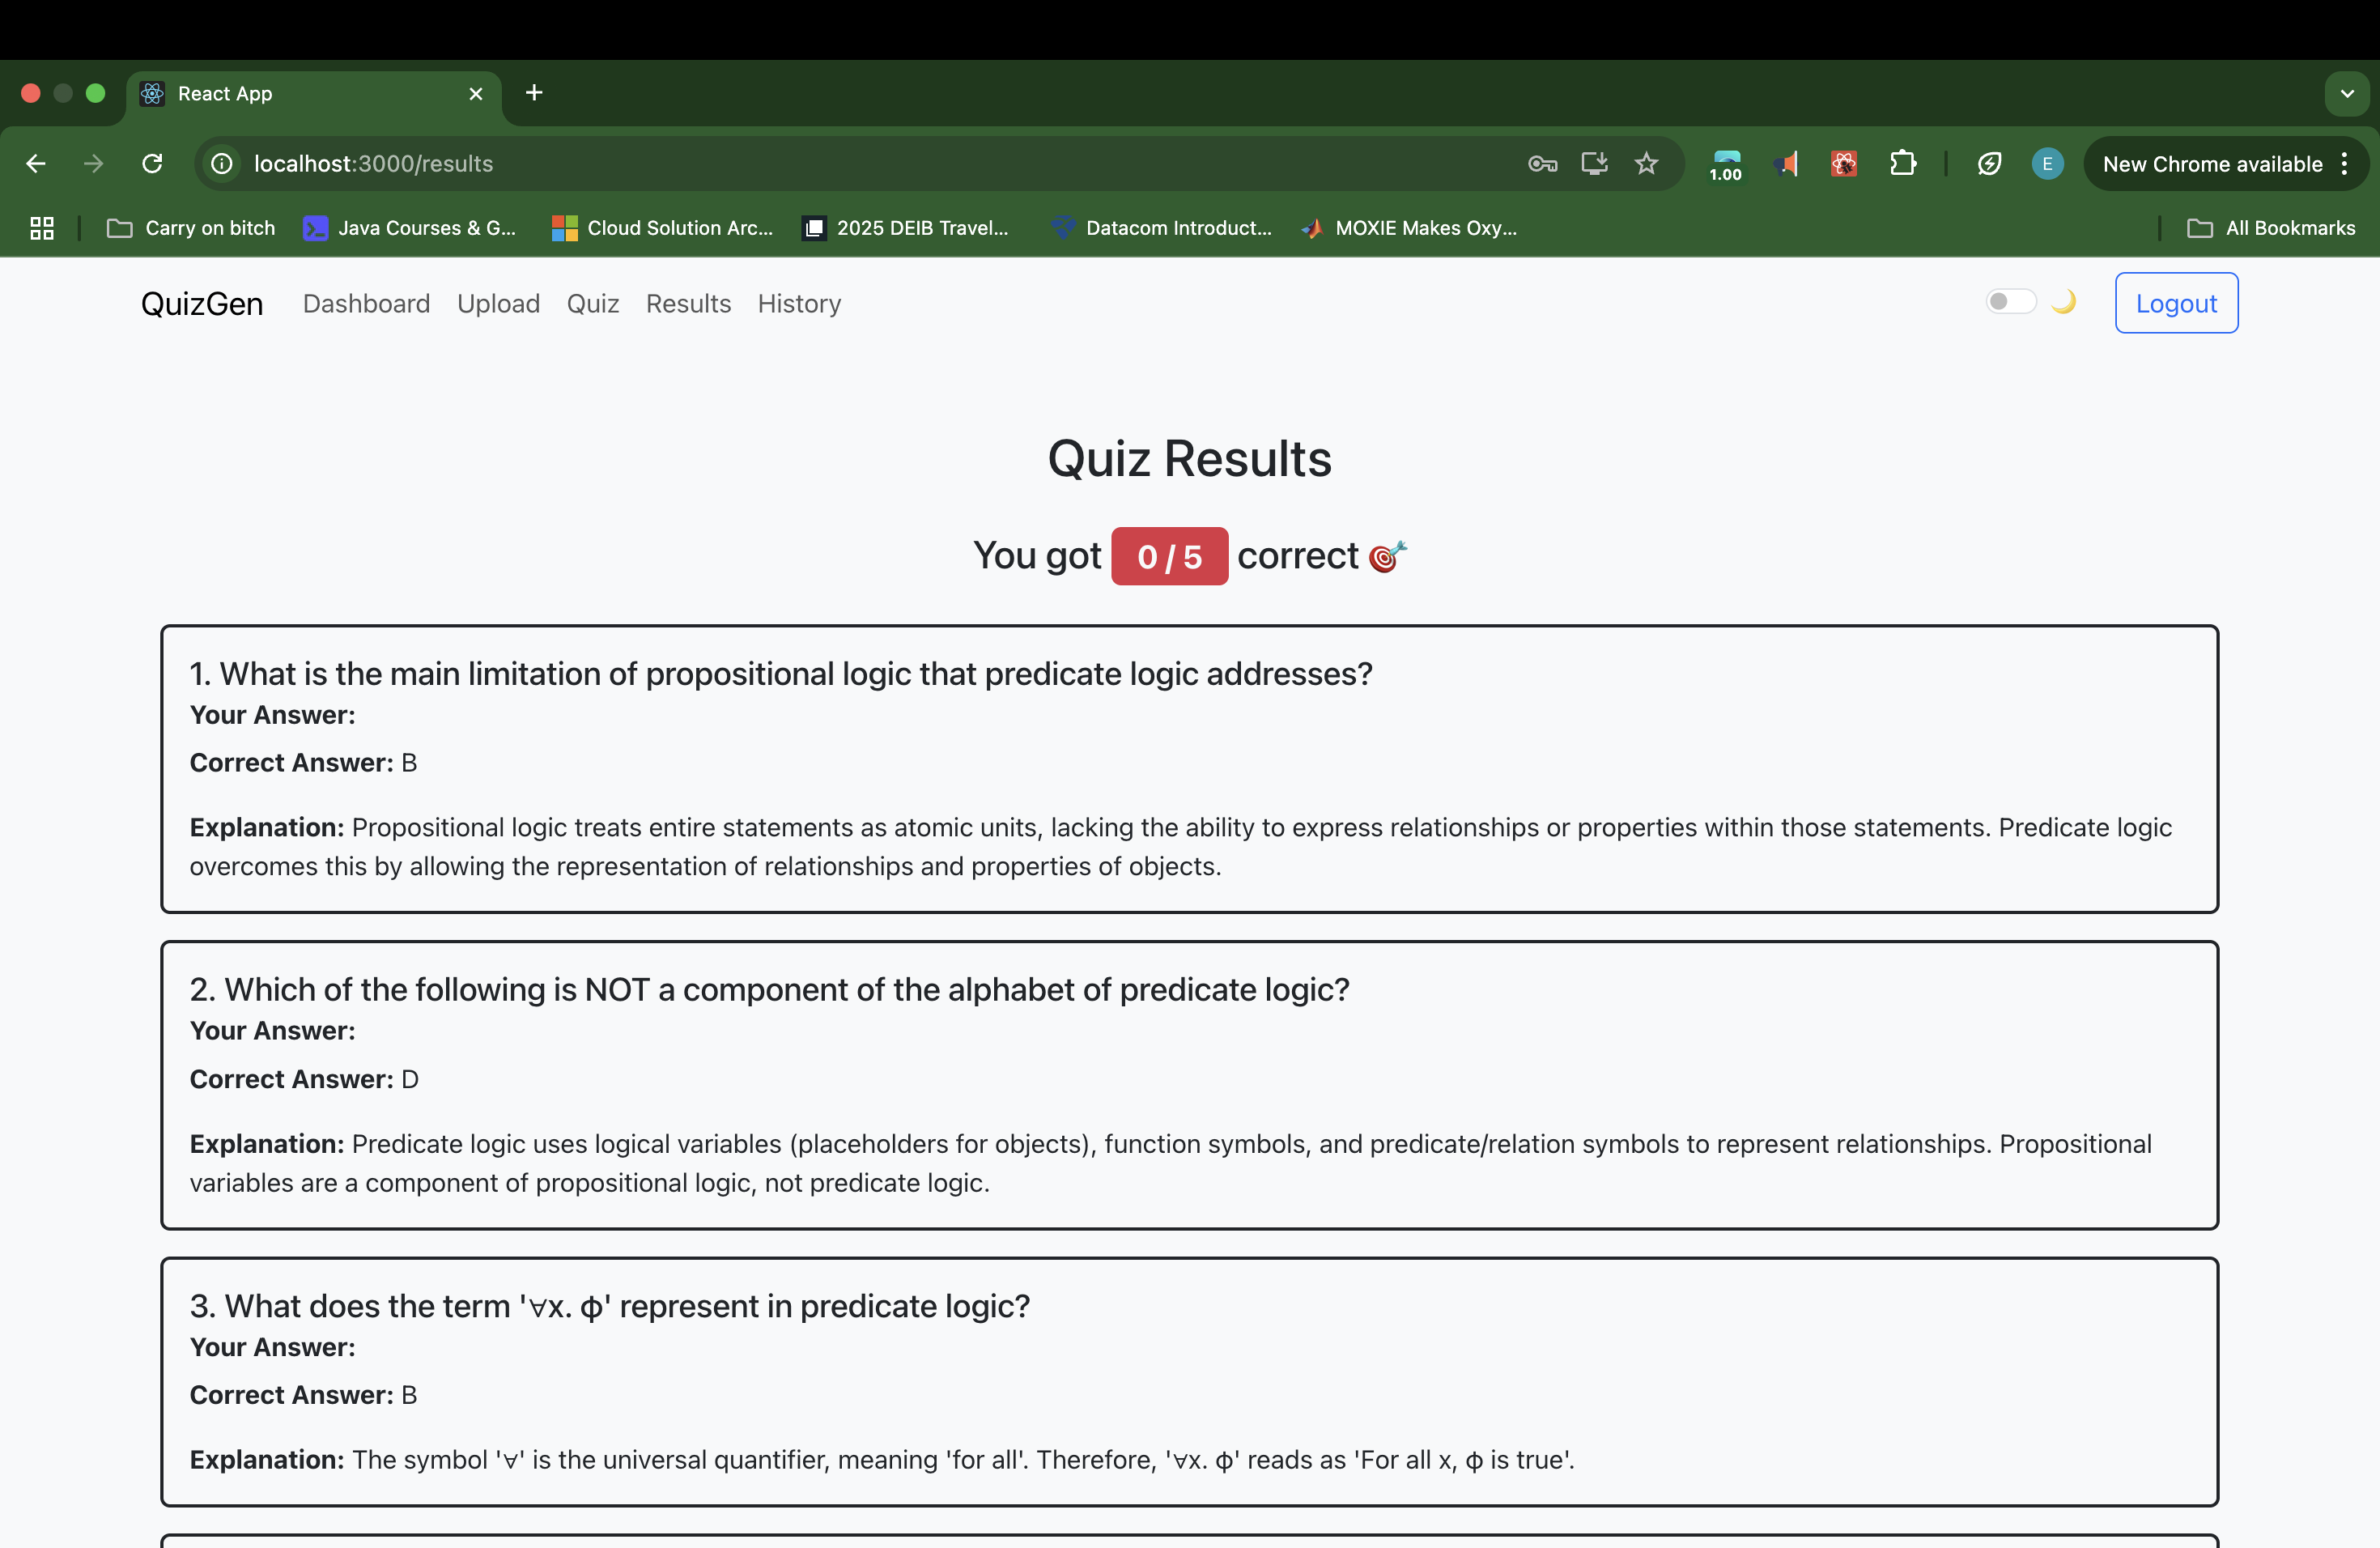 React App
localhost:3000/results
1.00
E
New Chrome available
Carry on bitch
Java Courses & G...
Cloud Solution Arc...
2025 DEIB Travel...
Datacom Introduct...
MOXIE Makes Oxy...
All Bookmarks
QuizGen Dashboard Upload Quiz Results History
Logout
Quiz Results
You got 0 / 5 correct
1. What is the main limitation of propositional logic that predicate logic addresses?
Your Answer:
Correct Answer: B
Explanation: Propositional logic treats entire statements as atomic units, lacking the ability to express relationships or properties within those statements. Predicate logic
overcomes this by allowing the representation of relationships and properties of objects.
2. Which of the following is NOT a component of the alphabet of predicate logic?
Your Answer:
Correct Answer: D
Explanation: Predicate logic uses logical variables (placeholders for objects), function symbols, and predicate/relation symbols to represent relationships. Propositional
variables are a component of propositional logic, not predicate logic.
3. What does the term '∀x. ϕ' represent in predicate logic?
Your Answer:
Correct Answer: B
Explanation: The symbol '∀' is the universal quantifier, meaning 'for all'. Therefore, '∀x. ϕ' reads as 'For all x, ϕ is true'.